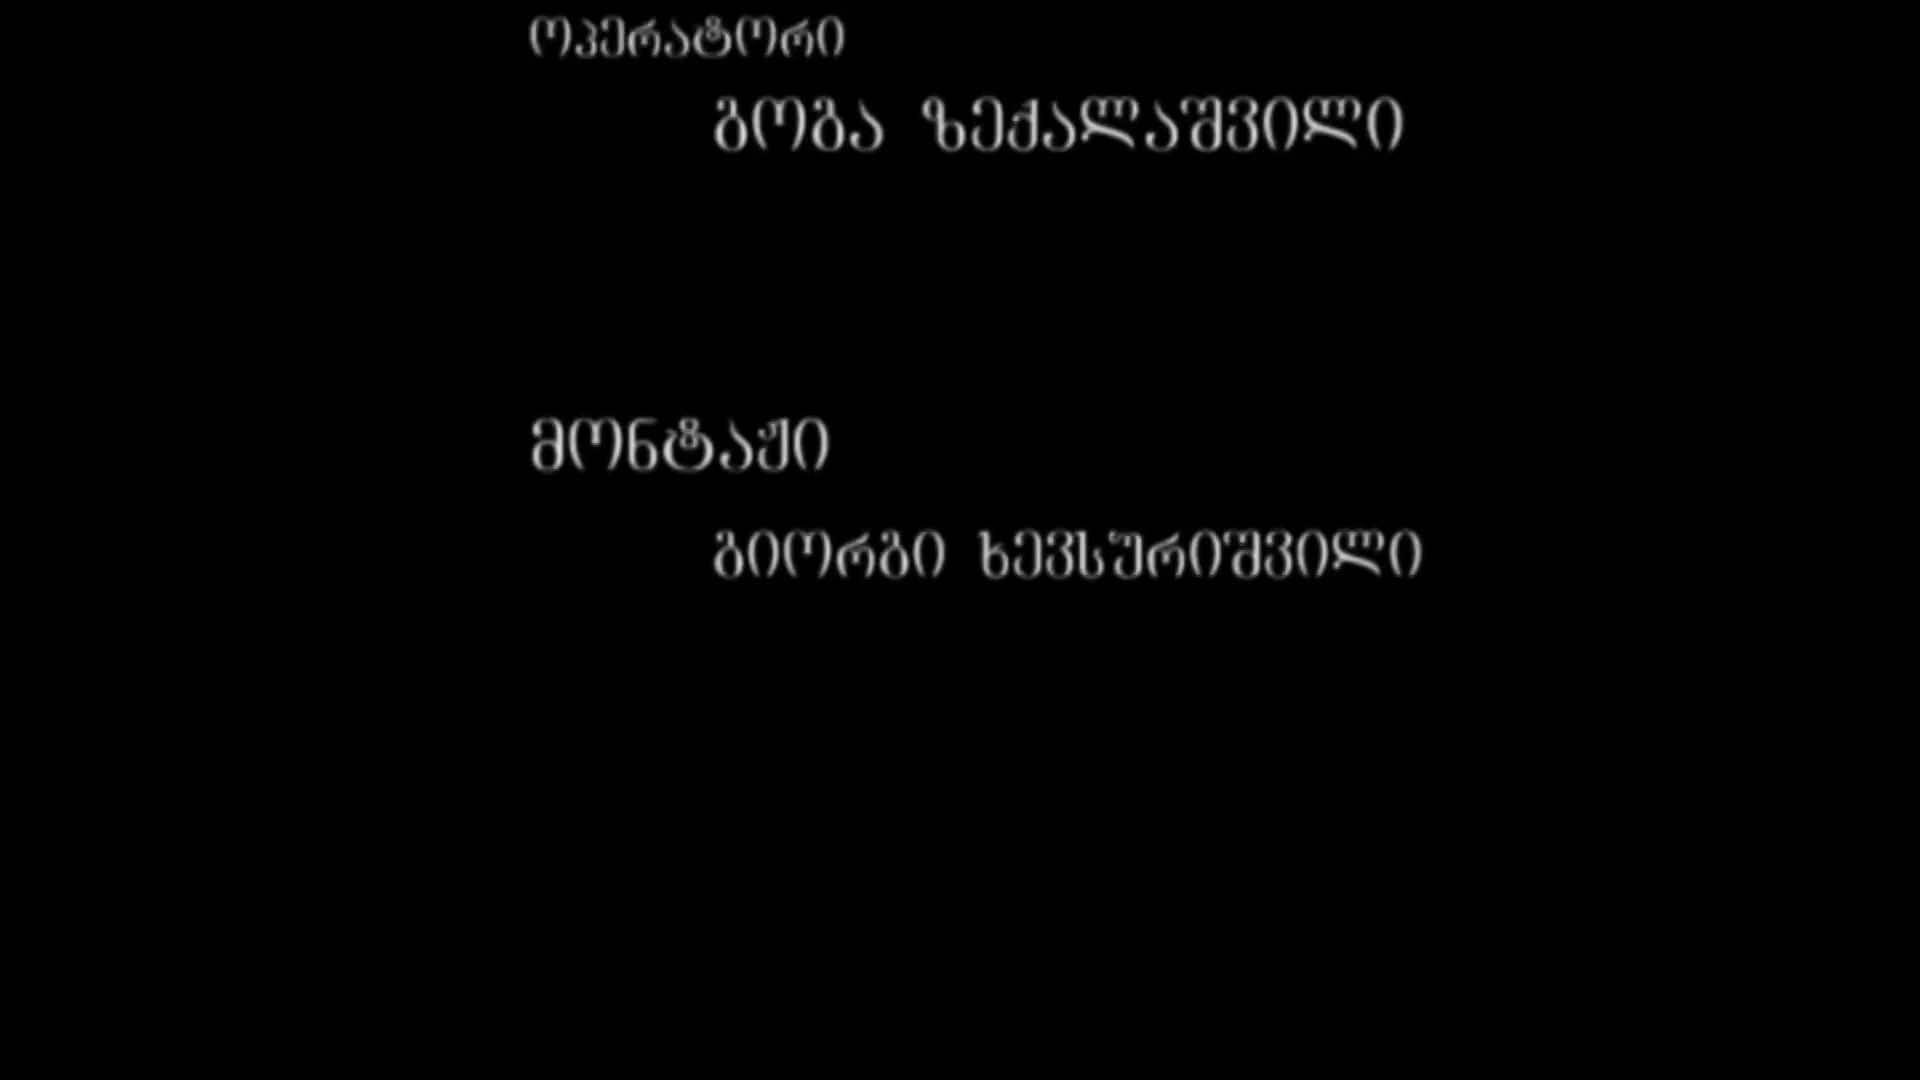 ოპერატორი
გოგა ზექალაშვილი
მონტაჟი
გიორგი ხევსურიშვილი